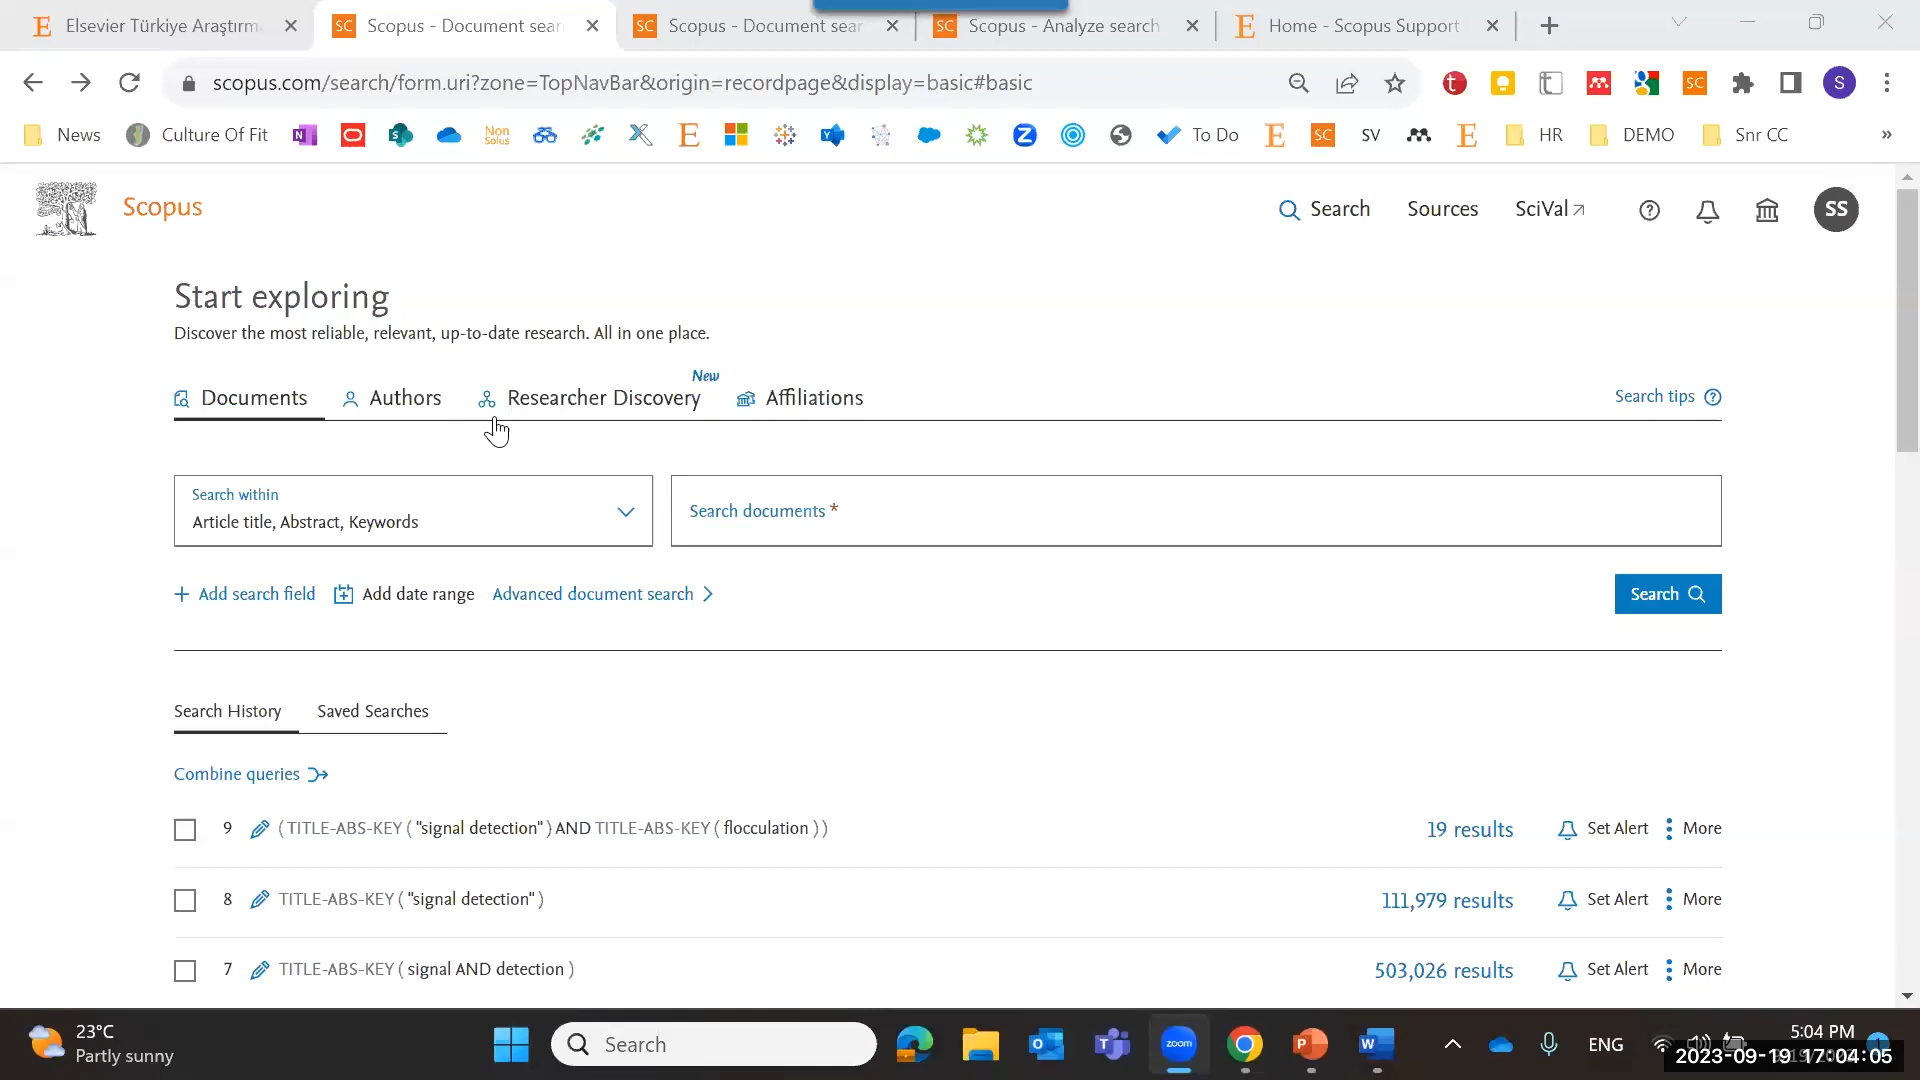 Elsevier Türkiye Araştırm
Scopus - Document sear
Scopus - Document sear
Scopus - Analyze search
Home - Scopus Support
scopus.com/search/form.uri?zone=TopNavBar&origin=recordpage&display=basic#basic
News
Culture Of Fit
Non Solus
To Do
SC
SV
HR
DEMO
Snr CC
»
Scopus
Search
Sources
SciVal
SS
Start exploring
Discover the most reliable, relevant, up-to-date research. All in one place.
New
Documents
Authors
Researcher Discovery
Affiliations
Search tips
Search within
Article title, Abstract, Keywords
Search documents *
Add search field
Add date range
Advanced document search
Search
Search History
Saved Searches
Combine queries
9 ( TITLE-ABS-KEY ( "signal detection" ) AND TITLE-ABS-KEY ( flocculation ) ) 19 results Set Alert More
8 TITLE-ABS-KEY ( "signal detection" ) 111,979 results Set Alert More
7 TITLE-ABS-KEY ( signal AND detection ) 503,026 results Set Alert More
23°C
Partly sunny
Search
zoom
ENG
5:04 PM
2023-09-19 17:04:05